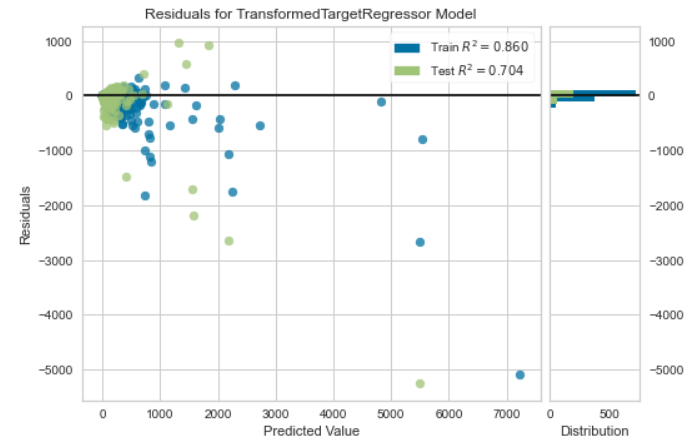 Residuals for TransformedTargetRegressor Model
Train R² = 0.860
Test R² = 0.704
Residuals
1000
0
−1000
−2000
−3000
−4000
−5000
0 1000 2000 3000 4000 5000 6000 7000
Predicted Value
1000
0
−1000
−2000
−3000
−4000
−5000
0 500
Distribution